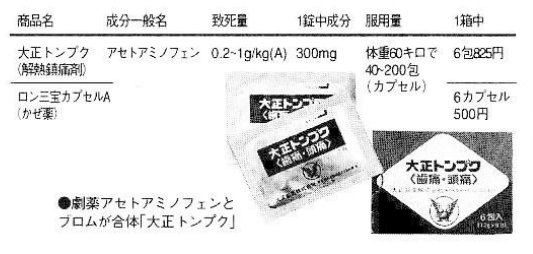 商品名 成分一般名 致死量 1錠中成分 服用量 1箱中
大正トンプク アセトアミノフェン 0.2~1g/kg(A) 300mg 体重60キロで 6包825円
(解熱鎮痛剤) 40~200包
(カプセル)
ロン三宝カプセルA 6カプセル
(かぜ薬) 500円
大正トンプク
大正トンプク
〈歯痛・頭痛〉
大正トンプク
〈歯痛・頭痛〉
6包入
●劇薬アセトアミノフェンと
ブロムが合体「大正トンプク」